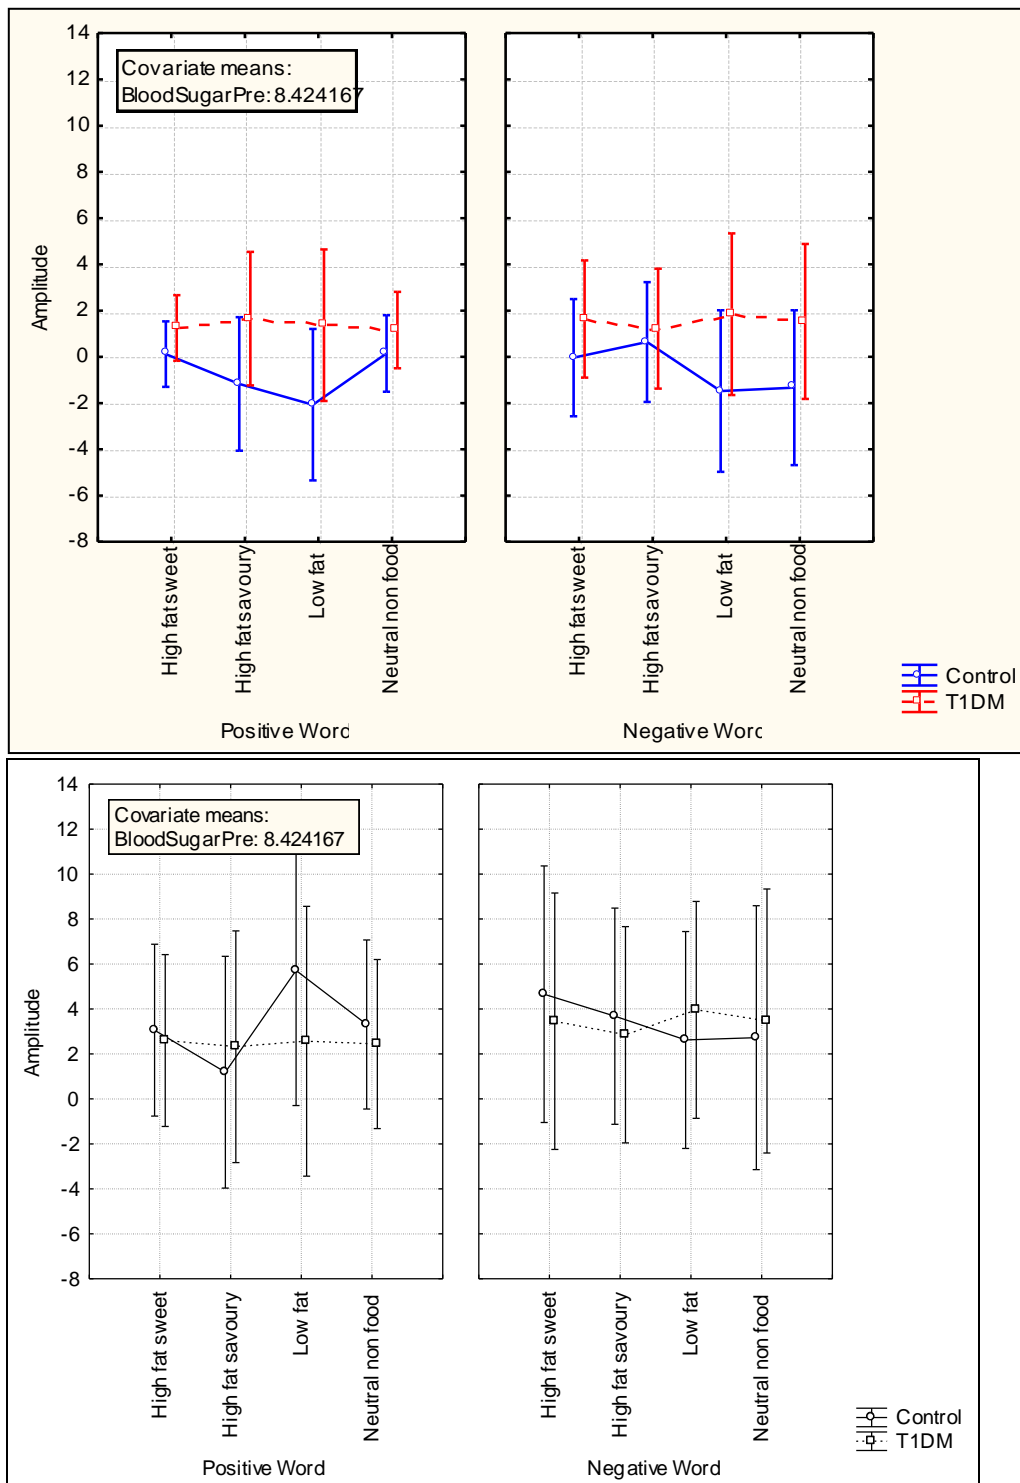 14
12
10
8
6
4
2
0
-2
-4
-6
-8
Amplitude
Covariate means:
BloodSugarPre: 8.424167
High fat sweet
High fat savoury
Low fat
Neutral non food
Positive Word
High fat sweet
High fat savoury
Low fat
Neutral non food
Negative Word
Control
T1DM
14
12
10
8
6
4
2
0
-2
-4
-6
-8
Amplitude
Covariate means:
BloodSugarPre: 8.424167
High fat sweet
High fat savoury
Low fat
Neutral non food
Positive Word
High fat sweet
High fat savoury
Low fat
Neutral non food
Negative Word
Control
T1DM